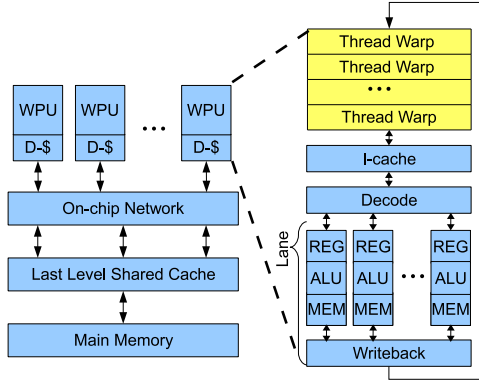 WPU
WPU
...
WPU
D-$
D-$
D-$
On-chip Network
Last Level Shared Cache
Main Memory
Thread Warp
Thread Warp
...
Thread Warp
I-cache
Decode
Lane
REG
REG
REG
ALU
ALU
...
ALU
MEM
MEM
MEM
Writeback